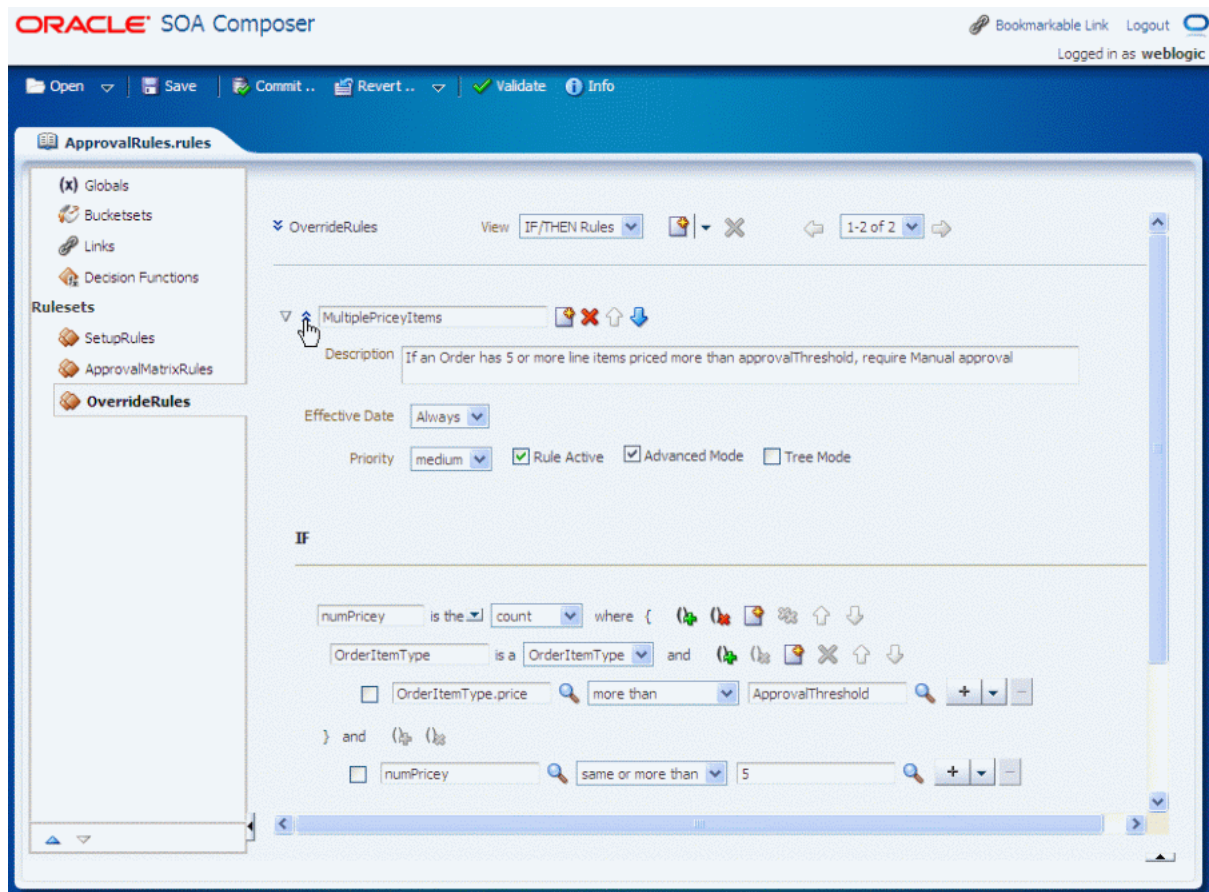 ORACLE SOA Composer
Bookmarkable Link Logout
Logged in as weblogic
Open Save Commit .. Revert .. Validate Info
ApprovalRules.rules
(x) Globals
Bucketsets
Links
Decision Functions
Rulesets
SetupRules
ApprovalMatrixRules
OverrideRules
OverrideRules View IF/THEN Rules 1-2 of 2
MultiplePriceyItems
Description If an Order has 5 or more line items priced more than approvalThreshold, require Manual approval
Effective Date Always
Priority medium Rule Active Advanced Mode Tree Mode
IF
numPricey is the count where {
OrderItemType is a OrderItemType and
OrderItemType.price more than ApprovalThreshold
} and
numPricey same or more than 5